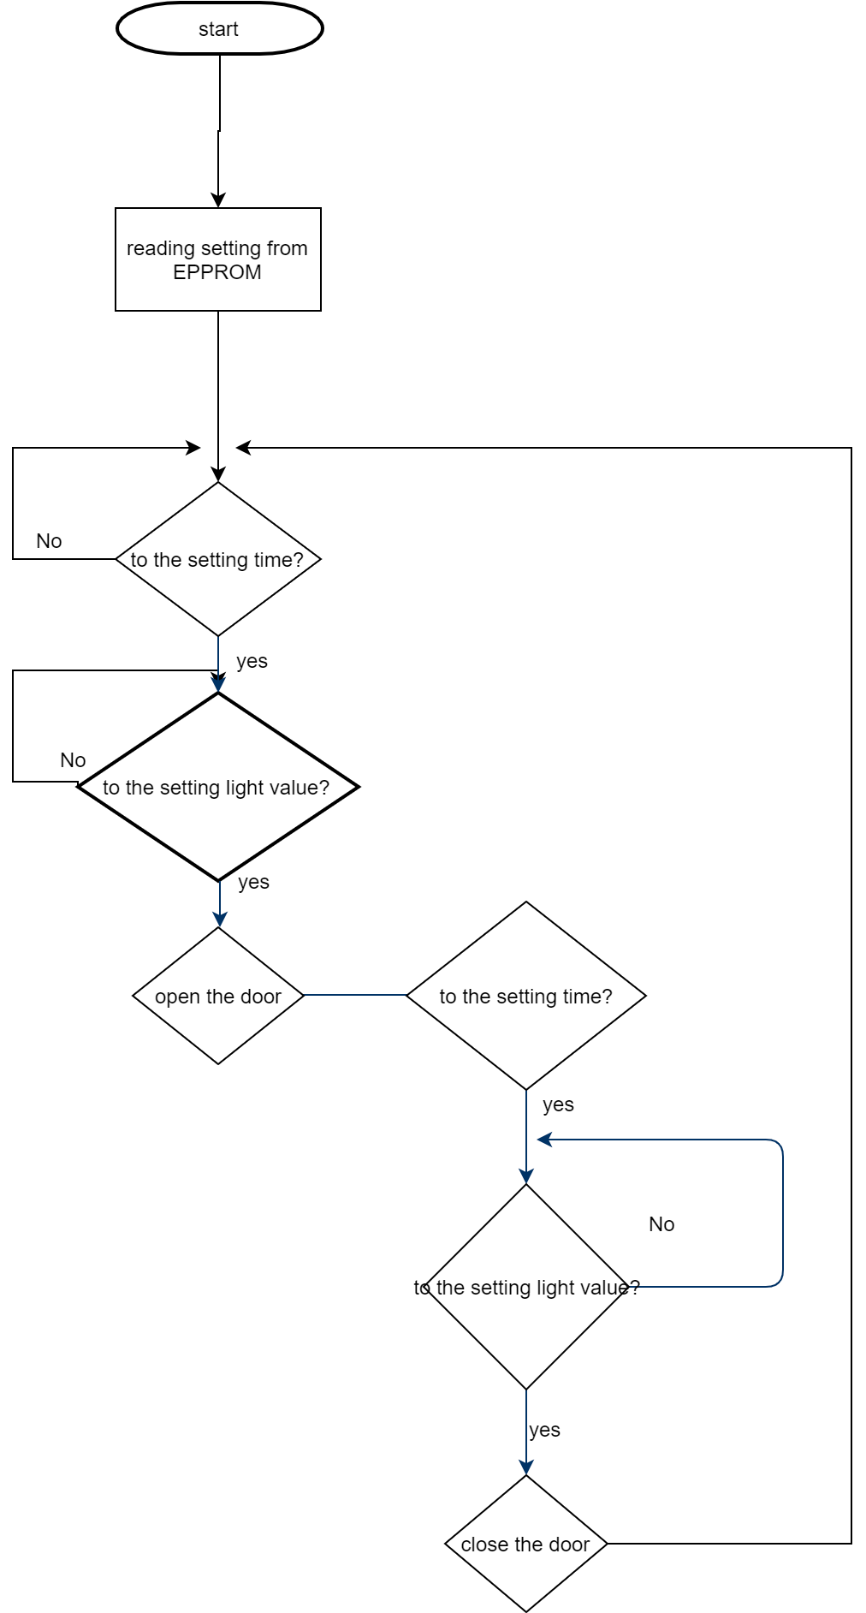 start
reading setting from
EPPROM
No
to the setting time?
yes
No
to the setting light value?
yes
open the door
to the setting time?
yes
No
to the setting light value?
yes
close the door